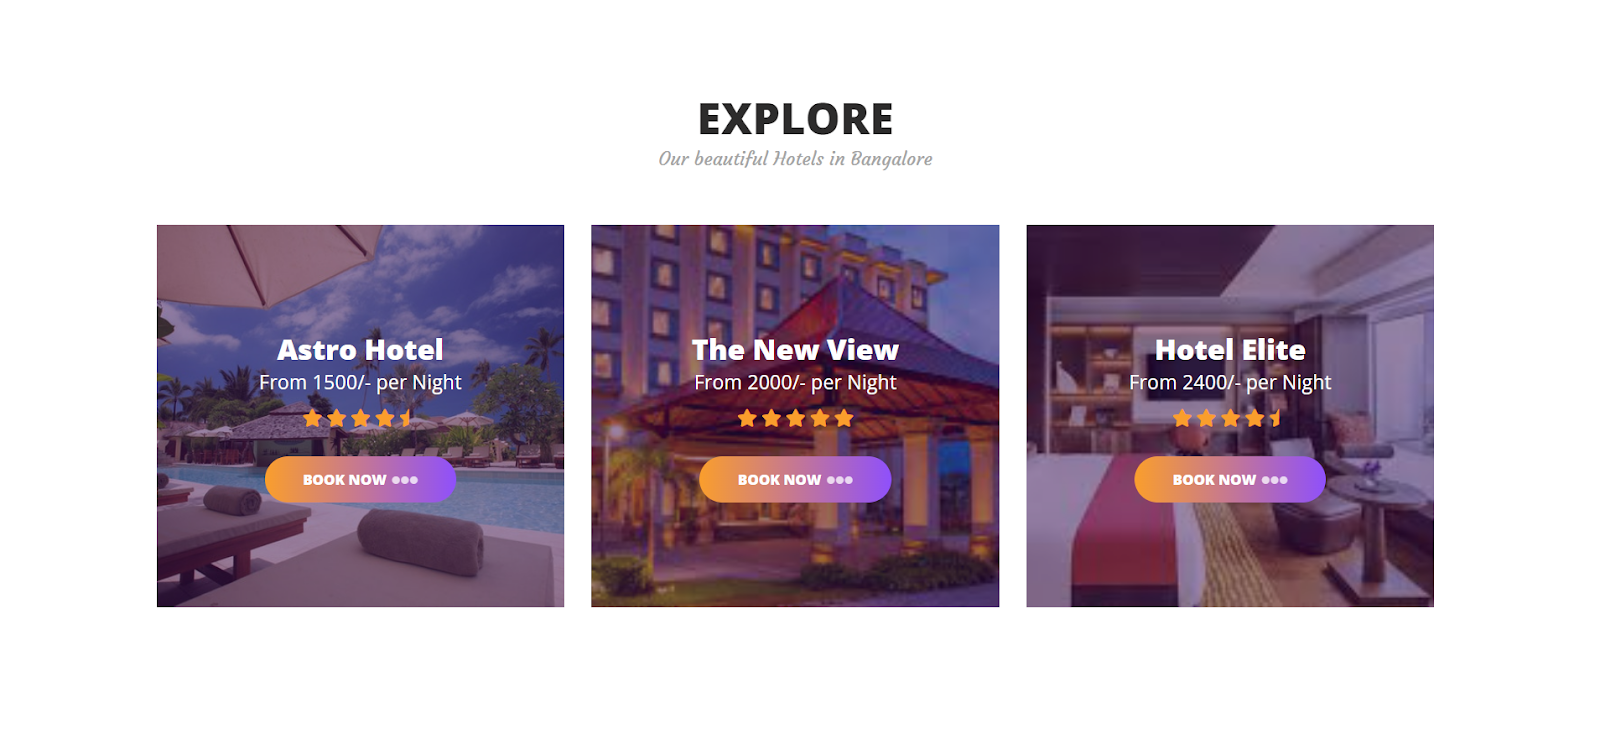 EXPLORE
Our beautiful Hotels in Bangalore
Astro Hotel
From 1500/- per Night
BOOK NOW
The New View
From 2000/- per Night
BOOK NOW
Hotel Elite
From 2400/- per Night
BOOK NOW